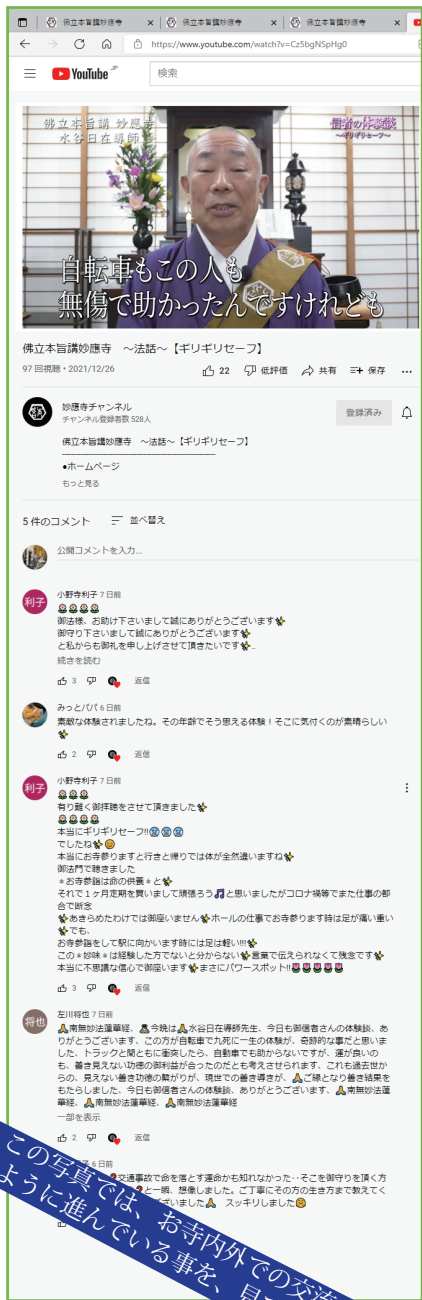 佛立本旨講妙應寺
佛立本旨講妙應寺
佛立本旨講妙應寺
https://www.youtube.com/watch?v=Cz5bgNSpHg0
YouTube JP
検索
佛立本旨講 妙應寺
水谷日在導師
信者の体験談
～ギリギリセーフ～
自転車もこの人も
無傷で助かったんですけれども
佛立本旨講妙應寺 ～法話～【ギリギリセーフ】
97 回視聴・2021/12/26
22 低評価 共有 保存 …
妙應寺チャンネル
チャンネル登録者数 528人
登録済み
佛立本旨講妙應寺 ～法話～【ギリギリセーフ】
●ホームページ
もっと見る
5 件のコメント 並べ替え
公開コメントを入力...
利子
小野寺利子 7 日前
御法様、お助け下さいまして誠にありがとうございます
御守り下さいまして誠にありがとうございます
と私からも御礼を申し上げさせて頂きたいです ..
続きを読む
3 返信
みっとパパ 6 日前
素敵な体験されましたね。その年齢でそう思える体験！そこに気付くのが素晴らしい
2 返信
利子
小野寺利子 7 日前
有り難く御拝聴をさせて頂きました
本当にギリギリセーフ!!
でしたね
本当にお寺参りますと行きと帰りでは体が全然違いますね
御法門で聴きました
＊お寺参詣は命の供養＊と
それで１ヶ月定期を買いまして頑張ろうと思いましたがコロナ禍等でまた仕事の都
合で断念
あきらめたわけでは御座いません ホールの仕事でお寺参ります時は足が痛い重い
でも、
お寺参詣をして駅に向かいます時には足は軽い!!!
この＊妙味＊は経験した方でないと分からない 言葉で伝えられなくて残念です
本当に不思議な信心で御座います まさにパワースポット!!
3 返信
将也
左川将也 7 日前
南無妙法蓮華経、今晩は 水谷日在導師先生、今日も御信者さんの体験談、あ
りがとうございます、この方が自転車で九死に一生の体験が、奇跡的な事だと思いま
した、トラックと間ともに衝突したら、自動車でも助からないですが、運が良いの
も、善き見えない功徳の御利益が合ったのだとも考えさせられます、これも過去世か
らの、見えない善き功徳の繋がりが、現世での善き導きが、ご縁となり善き結果を
もたらしました、今日も御信者さんの体験談、ありがとうございます、南無妙法蓮
華経、南無妙法蓮華経、南無妙法蓮華経
一部を表示
2 返信
6 日前
交通事故で命を落とす運命かも知れなかった‥そこを御守りを頂く方
と一瞬、想像しました。ご丁寧にその方の生き方まで教えてく
ございました スッキリしました
この写真では、お寺内外での交流
ように進んでいる事を、見